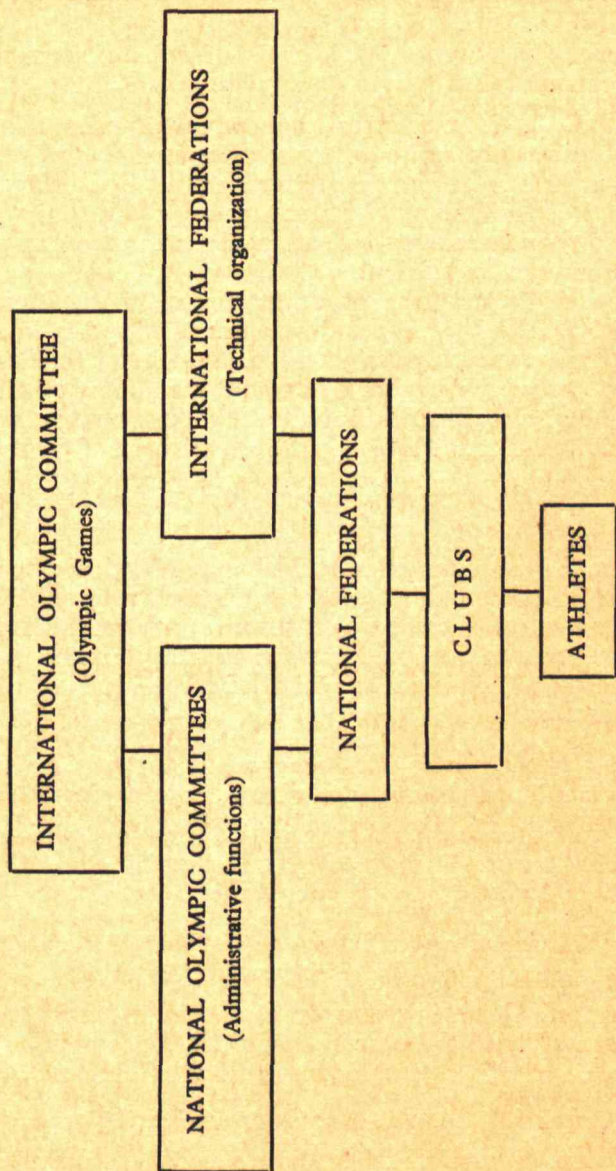 INTERNATIONAL OLYMPIC COMMITTEE
(Olympic Games)
NATIONAL OLYMPIC COMMITTEES
(Administrative functions)
INTERNATIONAL FEDERATIONS
(Technical organization)
NATIONAL FEDERATIONS
CLUBS
ATHLETES